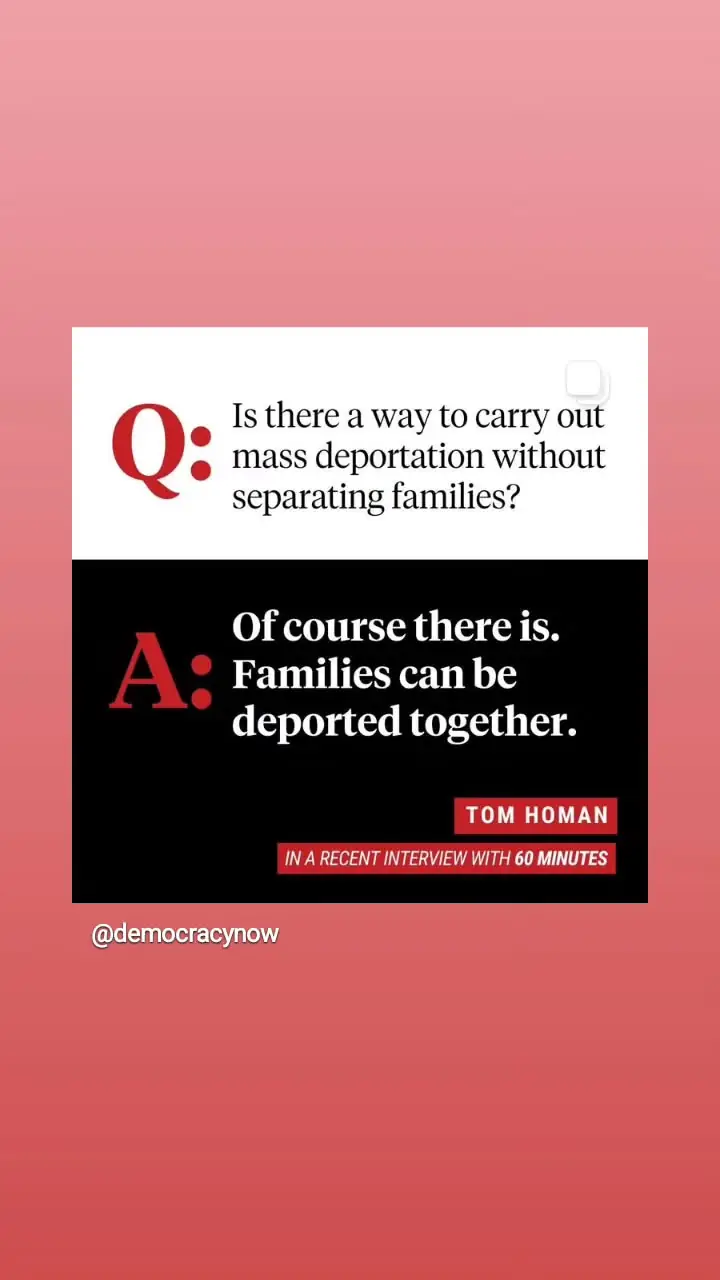 Q: Is there a way to carry out
mass deportation without
separating families?
A: Of course there is.
Families can be
deported together.
TOM HOMAN
IN A RECENT INTERVIEW WITH 60 MINUTES
@democracynow